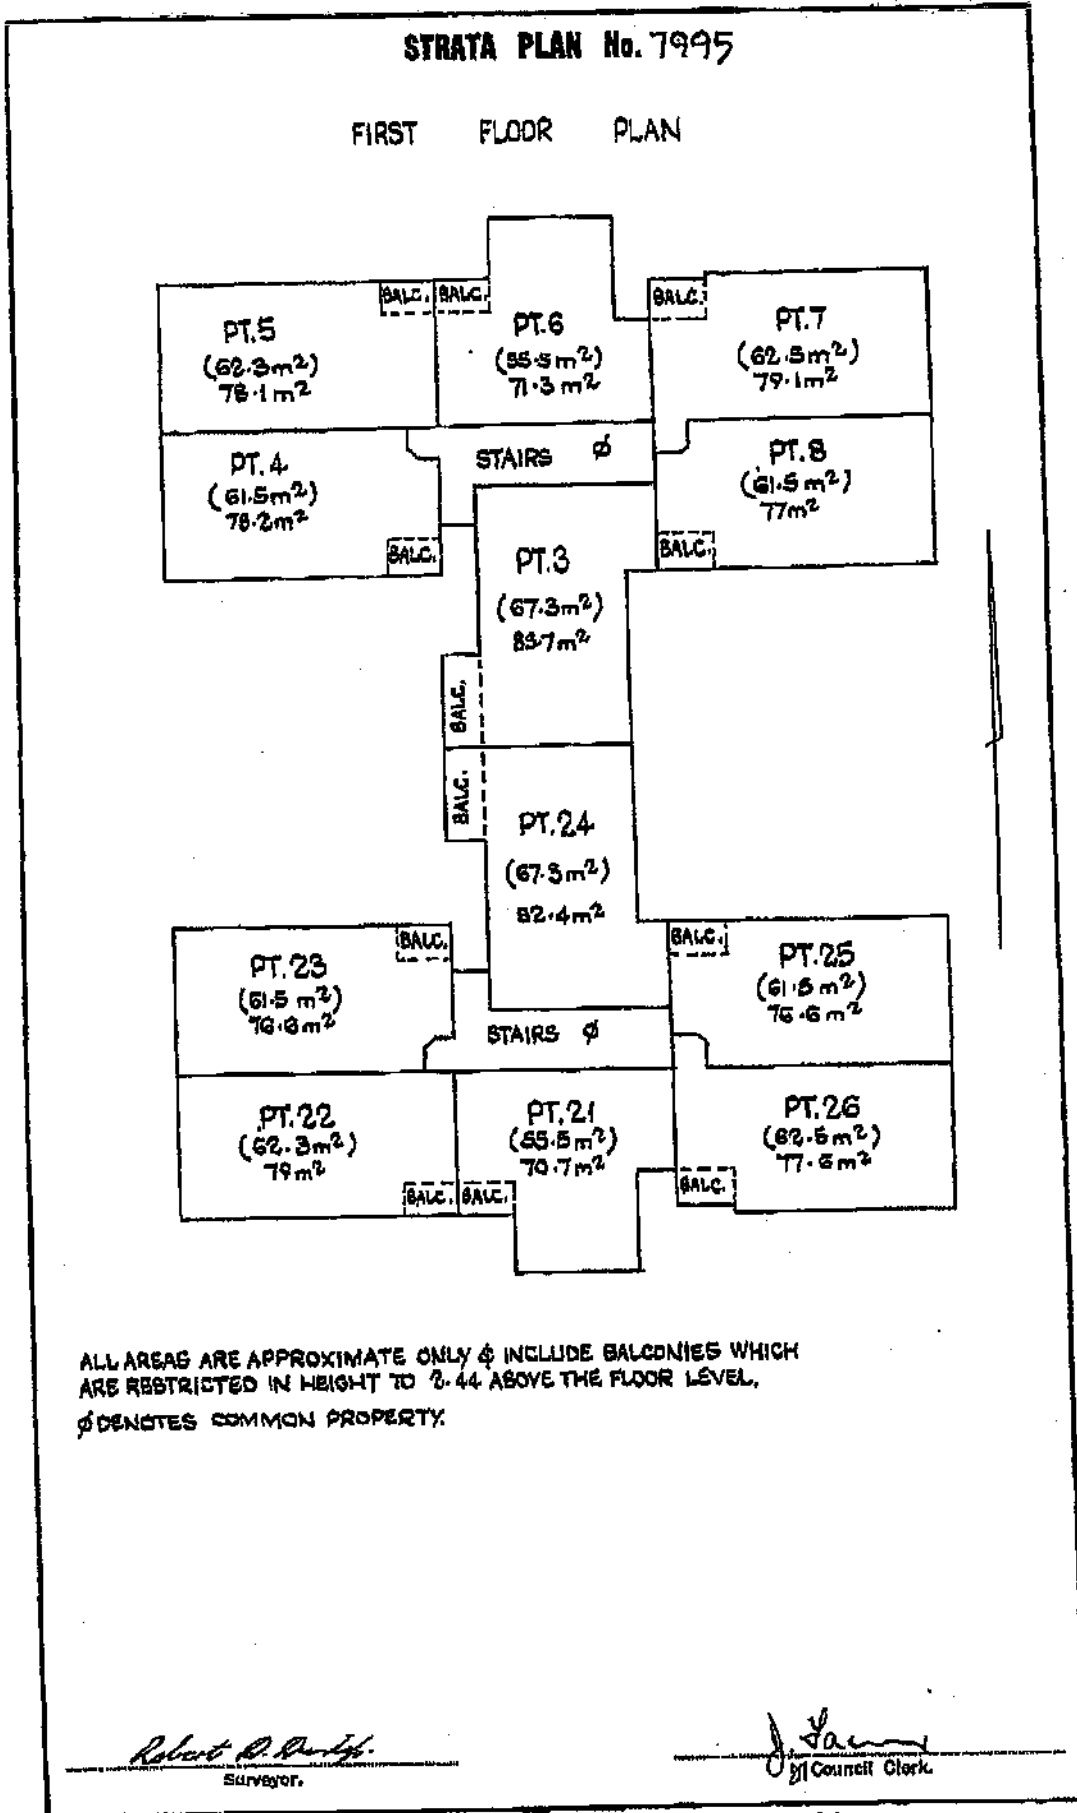 STRATA PLAN No. 7995
FIRST FLOOR PLAN
BALC.
BALC.
BALC.
PT.5
(62.3m²)
78.1m²
PT.6
(55.5m²)
71.3m²
PT.7
(62.5m²)
79.1m²
PT.4
(61.5m²)
78.2m²
BALC.
STAIRS ø
PT.8
(61.5m²)
77m²
BALC.
PT.3
(67.3m²)
83.7m²
BALC.
BALC.
PT.24
(67.3m²)
82.4m²
BALC.
PT.23
(61.5m²)
76.6m²
BALC.
PT.25
(61.5m²)
76.6m²
STAIRS ø
PT.22
(62.3m²)
79m²
BALC.
BALC.
PT.21
(55.5m²)
70.7m²
PT.26
(62.5m²)
77.6m²
BALC.
ALL AREAS ARE APPROXIMATE ONLY & INCLUDE BALCONIES WHICH
ARE RESTRICTED IN HEIGHT TO 2.44 ABOVE THE FLOOR LEVEL.
ø DENOTES COMMON PROPERTY.
Robert D.
Surveyor.
J.
Council Clerk.